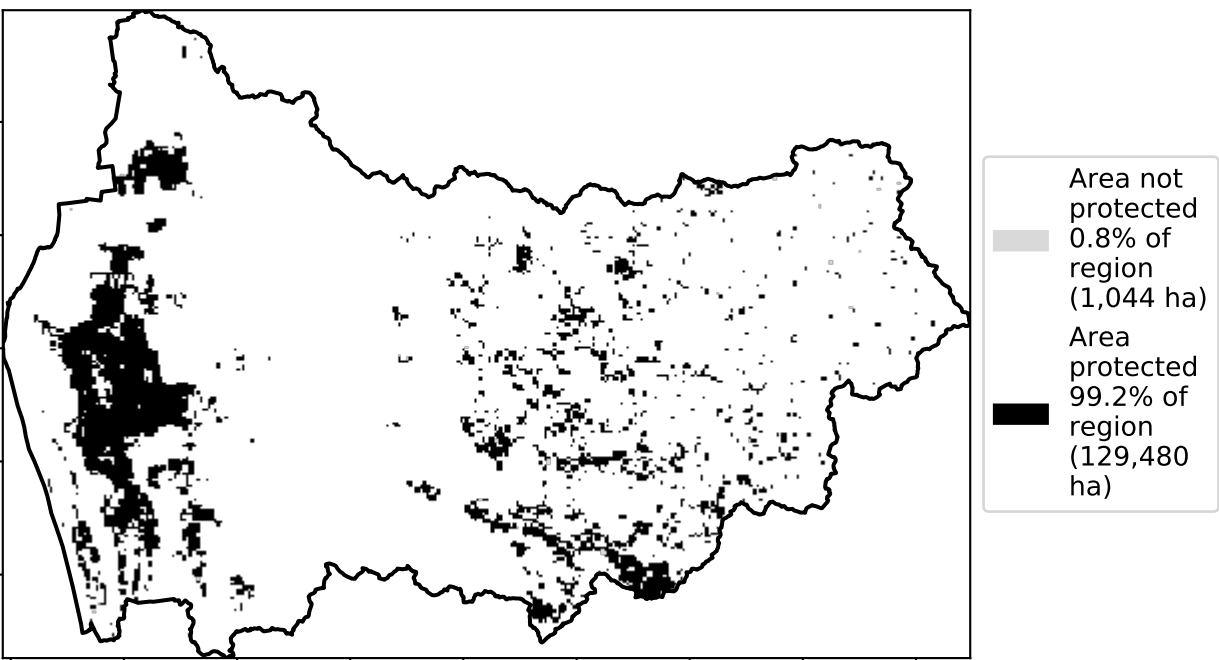 Area not
protected
0.8% of
region
(1,044 ha)
Area
protected
99.2% of
region
(129,480
ha)